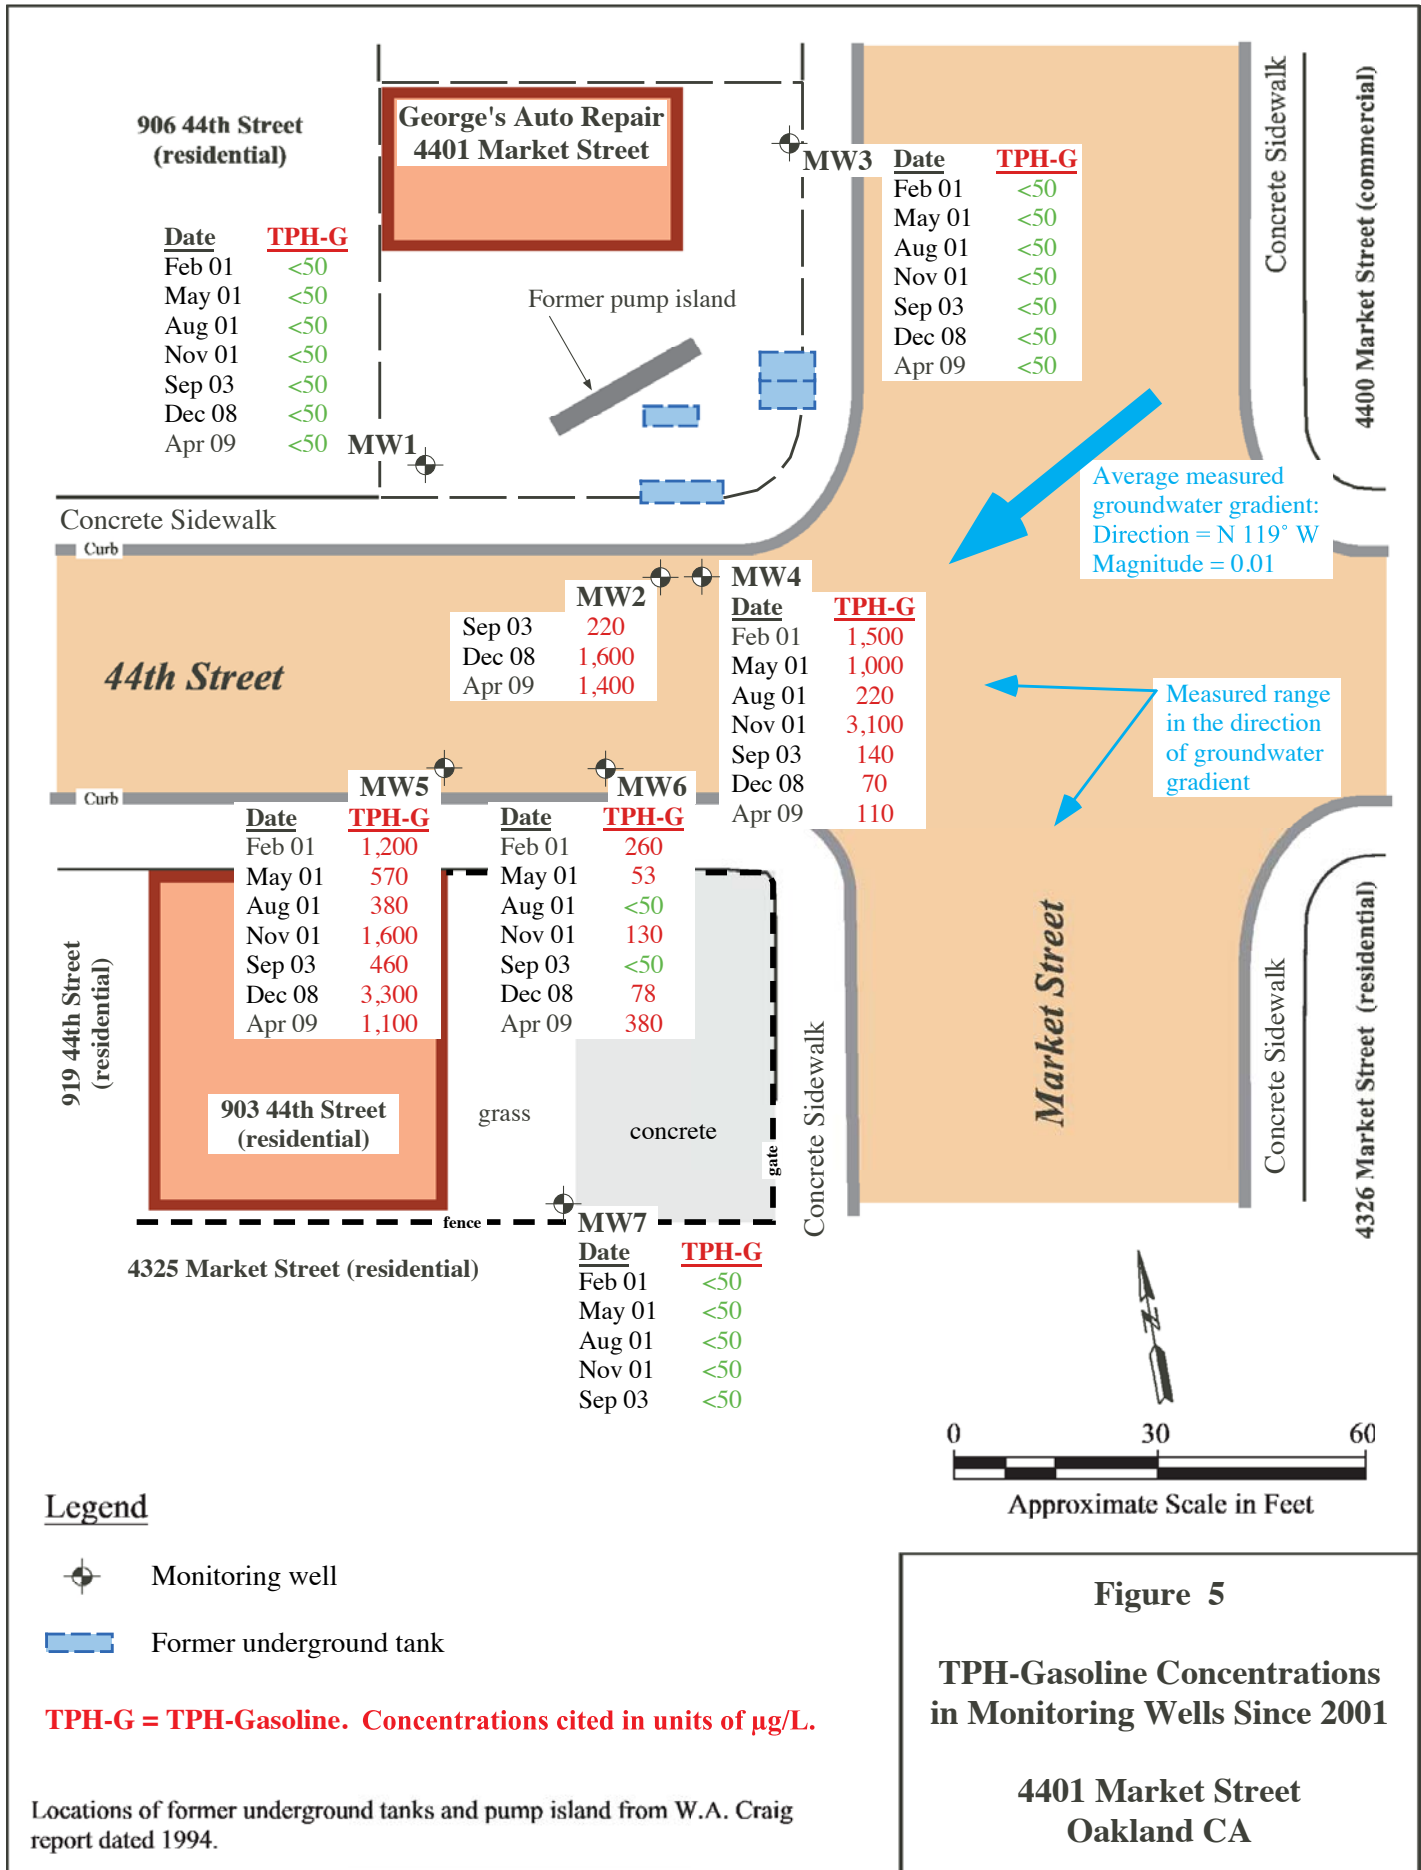 906 44th Street
(residential)
George's Auto Repair
4401 Market Street
MW3
Date TPH-G
Feb 01 <50
May 01 <50
Aug 01 <50
Nov 01 <50
Sep 03 <50
Dec 08 <50
Apr 09 <50
Concrete Sidewalk
4400 Market Street (commercial)
Date TPH-G
Feb 01 <50
May 01 <50
Aug 01 <50
Nov 01 <50
Sep 03 <50
Dec 08 <50
Apr 09 <50
MW1
Former pump island
Average measured
groundwater gradient:
Direction = N 119° W
Magnitude = 0.01
Concrete Sidewalk
Curb
MW2
Sep 03 220
Dec 08 1,600
Apr 09 1,400
MW4
Date TPH-G
Feb 01 1,500
May 01 1,000
Aug 01 220
Nov 01 3,100
Sep 03 140
Dec 08 70
Apr 09 110
44th Street
Measured range
in the direction
of groundwater
gradient
Curb
MW5
Date TPH-G
Feb 01 1,200
May 01 570
Aug 01 380
Nov 01 1,600
Sep 03 460
Dec 08 3,300
Apr 09 1,100
MW6
Date TPH-G
Feb 01 260
May 01 53
Aug 01 <50
Nov 01 130
Sep 03 <50
Dec 08 78
Apr 09 380
919 44th Street
(residential)
903 44th Street
(residential)
grass
concrete
gate
Concrete Sidewalk
Market Street
Concrete Sidewalk
4326 Market Street (residential)
fence
4325 Market Street (residential)
MW7
Date TPH-G
Feb 01 <50
May 01 <50
Aug 01 <50
Nov 01 <50
Sep 03 <50
N
0 30 60
Approximate Scale in Feet
Legend
Monitoring well
Former underground tank
TPH-G = TPH-Gasoline. Concentrations cited in units of µg/L.
Locations of former underground tanks and pump island from W.A. Craig
report dated 1994.
Figure 5
TPH-Gasoline Concentrations
in Monitoring Wells Since 2001
4401 Market Street
Oakland CA